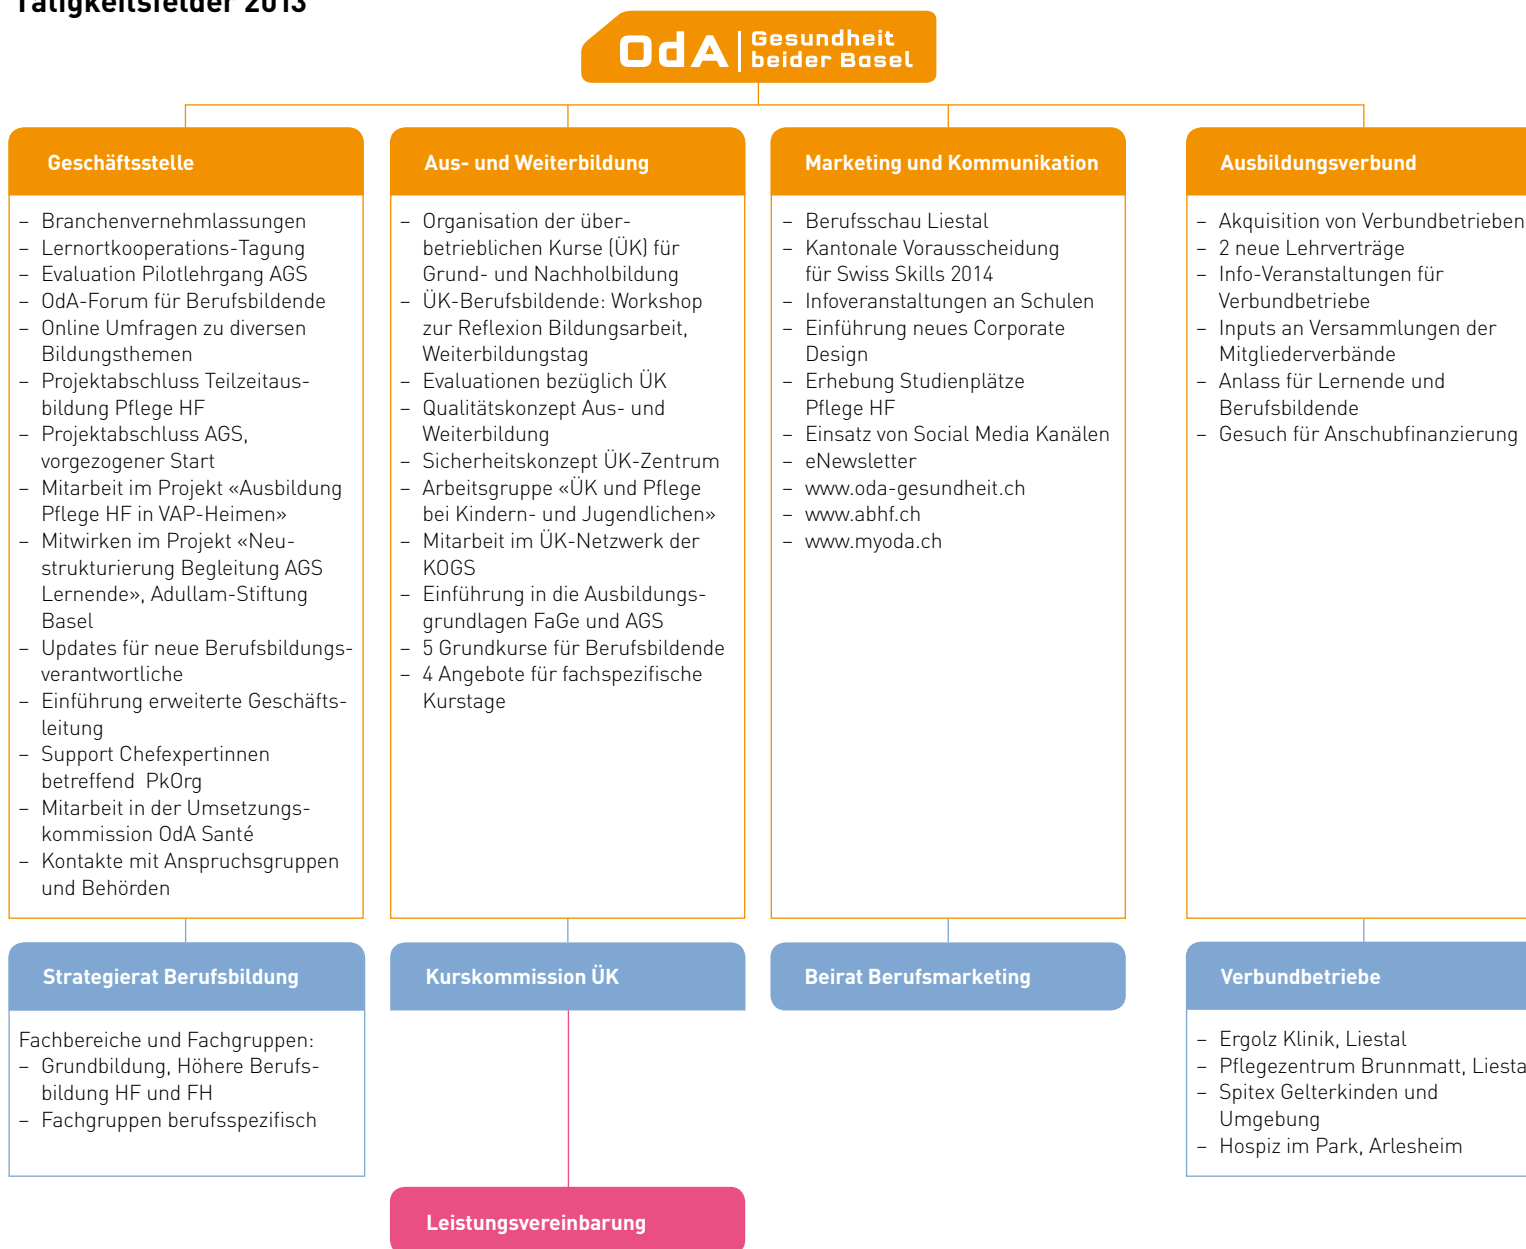 Tätigkeitsfelder 2013
OdA Gesundheit
beider Basel
Geschäftsstelle
– Branchenvernehmlassungen
– Lernortkooperations-Tagung
– Evaluation Pilotlehrgang AGS
– OdA-Forum für Berufsbildende
– Online Umfragen zu diversen
Bildungsthemen
– Projektabschluss Teilzeitaus-
bildung Pflege HF
– Projektabschluss AGS,
vorgezogener Start
– Mitarbeit im Projekt «Ausbildung
Pflege HF in VAP-Heimen»
– Mitwirken im Projekt «Neu-
strukturierung Begleitung AGS
Lernende», Adullam-Stiftung
Basel
– Updates für neue Berufsbildungs-
verantwortliche
– Einführung erweiterte Geschäfts-
leitung
– Support Chefexpertinnen
betreffend PkOrg
– Mitarbeit in der Umsetzungs-
kommission OdA Santé
– Kontakte mit Anspruchsgruppen
und Behörden
Aus- und Weiterbildung
– Organisation der über-
betrieblichen Kurse (ÜK) für
Grund- und Nachholbildung
– ÜK-Berufsbildende: Workshop
zur Reflexion Bildungsarbeit,
Weiterbildungstag
– Evaluationen bezüglich ÜK
– Qualitätskonzept Aus- und
Weiterbildung
– Sicherheitskonzept ÜK-Zentrum
– Arbeitsgruppe «ÜK und Pflege
bei Kindern- und Jugendlichen»
– Mitarbeit im ÜK-Netzwerk der
KOGS
– Einführung in die Ausbildungs-
grundlagen FaGe und AGS
– 5 Grundkurse für Berufsbildende
– 4 Angebote für fachspezifische
Kurstage
Marketing und Kommunikation
– Berufsschau Liestal
– Kantonale Vorausscheidung
für Swiss Skills 2014
– Infoveranstaltungen an Schulen
– Einführung neues Corporate
Design
– Erhebung Studienplätze
Pflege HF
– Einsatz von Social Media Kanälen
– eNewsletter
– www.oda-gesundheit.ch
– www.abhf.ch
– www.myoda.ch
Ausbildungsverbund
– Akquisition von Verbundbetrieben
– 2 neue Lehrverträge
– Info-Veranstaltungen für
Verbundbetriebe
– Inputs an Versammlungen der
Mitgliederverbände
– Anlass für Lernende und
Berufsbildende
– Gesuch für Anschubfinanzierung
Strategierat Berufsbildung
Fachbereiche und Fachgruppen:
– Grundbildung, Höhere Berufs-
bildung HF und FH
– Fachgruppen berufsspezifisch
Kurskommission ÜK
Beirat Berufsmarketing
Verbundbetriebe
– Ergolz Klinik, Liestal
– Pflegezentrum Brunnmatt, Liesta
– Spitex Gelterkinden und
Umgebung
– Hospiz im Park, Arlesheim
Leistungsvereinbarung